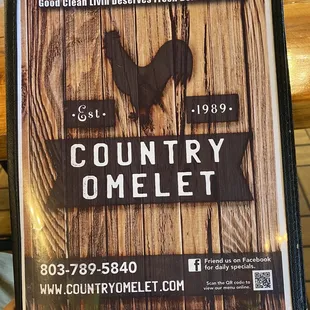 Good Clean Livin Deserves Fresh
·Est·
·1989·
COUNTRY
OMELET
803-789-5840
WWW.COUNTRYOMELET.COM
f Friend us on Facebook
for daily specials.
Scan the QR code to
view our menu online.